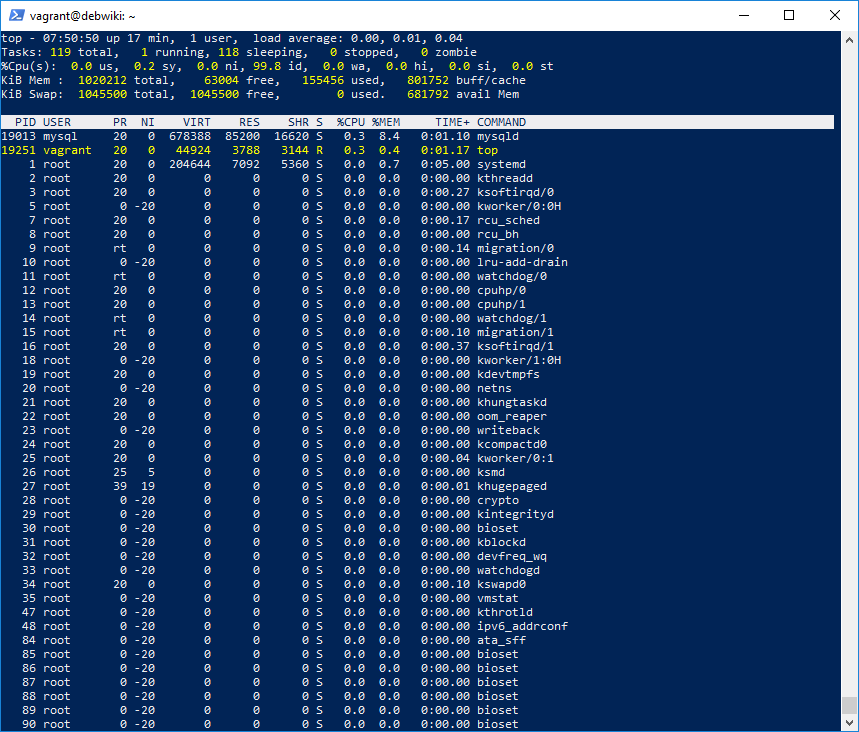 vagrant@debwiki: ~
top - 07:50:50 up 17 min,  1 user,  load average: 0.00, 0.01, 0.04
Tasks: 119 total,   1 running, 118 sleeping,   0 stopped,   0 zombie
%Cpu(s):  0.0 us,  0.2 sy,  0.0 ni, 99.8 id,  0.0 wa,  0.0 hi,  0.0 si,  0.0 st
KiB Mem :  1020212 total,    63004 free,   155456 used,   801752 buff/cache
KiB Swap:  1045500 total,  1045500 free,        0 used.   681792 avail Mem
  PID USER      PR  NI    VIRT    RES    SHR S  %CPU %MEM     TIME+ COMMAND
19013 mysql     20   0  678388  85200  16620 S   0.3  8.4   0:01.10 mysqld
19251 vagrant   20   0   44924   3788   3144 R   0.3  0.4   0:01.17 top
    1 root      20   0  204644   7092   5360 S   0.0  0.7   0:05.00 systemd
    2 root      20   0       0      0      0 S   0.0  0.0   0:00.00 kthreadd
    3 root      20   0       0      0      0 S   0.0  0.0   0:00.27 ksoftirqd/0
    5 root       0 -20       0      0      0 S   0.0  0.0   0:00.00 kworker/0:0H
    7 root      20   0       0      0      0 S   0.0  0.0   0:00.17 rcu_sched
    8 root      20   0       0      0      0 S   0.0  0.0   0:00.00 rcu_bh
    9 root      rt   0       0      0      0 S   0.0  0.0   0:00.14 migration/0
   10 root       0 -20       0      0      0 S   0.0  0.0   0:00.00 lru-add-drain
   11 root      rt   0       0      0      0 S   0.0  0.0   0:00.00 watchdog/0
   12 root      20   0       0      0      0 S   0.0  0.0   0:00.00 cpuhp/0
   13 root      20   0       0      0      0 S   0.0  0.0   0:00.00 cpuhp/1
   14 root      rt   0       0      0      0 S   0.0  0.0   0:00.00 watchdog/1
   15 root      rt   0       0      0      0 S   0.0  0.0   0:00.10 migration/1
   16 root      20   0       0      0      0 S   0.0  0.0   0:00.37 ksoftirqd/1
   18 root       0 -20       0      0      0 S   0.0  0.0   0:00.00 kworker/1:0H
   19 root      20   0       0      0      0 S   0.0  0.0   0:00.00 kdevtmpfs
   20 root       0 -20       0      0      0 S   0.0  0.0   0:00.00 netns
   21 root      20   0       0      0      0 S   0.0  0.0   0:00.00 khungtaskd
   22 root      20   0       0      0      0 S   0.0  0.0   0:00.00 oom_reaper
   23 root       0 -20       0      0      0 S   0.0  0.0   0:00.00 writeback
   24 root      20   0       0      0      0 S   0.0  0.0   0:00.00 kcompactd0
   25 root      20   0       0      0      0 S   0.0  0.0   0:00.04 kworker/0:1
   26 root      25   5       0      0      0 S   0.0  0.0   0:00.00 ksmd
   27 root      39  19       0      0      0 S   0.0  0.0   0:00.01 khugepaged
   28 root       0 -20       0      0      0 S   0.0  0.0   0:00.00 crypto
   29 root       0 -20       0      0      0 S   0.0  0.0   0:00.00 kintegrityd
   30 root       0 -20       0      0      0 S   0.0  0.0   0:00.00 bioset
   31 root       0 -20       0      0      0 S   0.0  0.0   0:00.00 kblockd
   32 root       0 -20       0      0      0 S   0.0  0.0   0:00.00 devfreq_wq
   33 root       0 -20       0      0      0 S   0.0  0.0   0:00.00 watchdogd
   34 root      20   0       0      0      0 S   0.0  0.0   0:00.10 kswapd0
   35 root       0 -20       0      0      0 S   0.0  0.0   0:00.00 vmstat
   47 root       0 -20       0      0      0 S   0.0  0.0   0:00.00 kthrotld
   48 root       0 -20       0      0      0 S   0.0  0.0   0:00.00 ipv6_addrconf
   84 root       0 -20       0      0      0 S   0.0  0.0   0:00.00 ata_sff
   85 root       0 -20       0      0      0 S   0.0  0.0   0:00.00 bioset
   86 root       0 -20       0      0      0 S   0.0  0.0   0:00.00 bioset
   87 root       0 -20       0      0      0 S   0.0  0.0   0:00.00 bioset
   88 root       0 -20       0      0      0 S   0.0  0.0   0:00.00 bioset
   89 root       0 -20       0      0      0 S   0.0  0.0   0:00.00 bioset
   90 root       0 -20       0      0      0 S   0.0  0.0   0:00.00 bioset